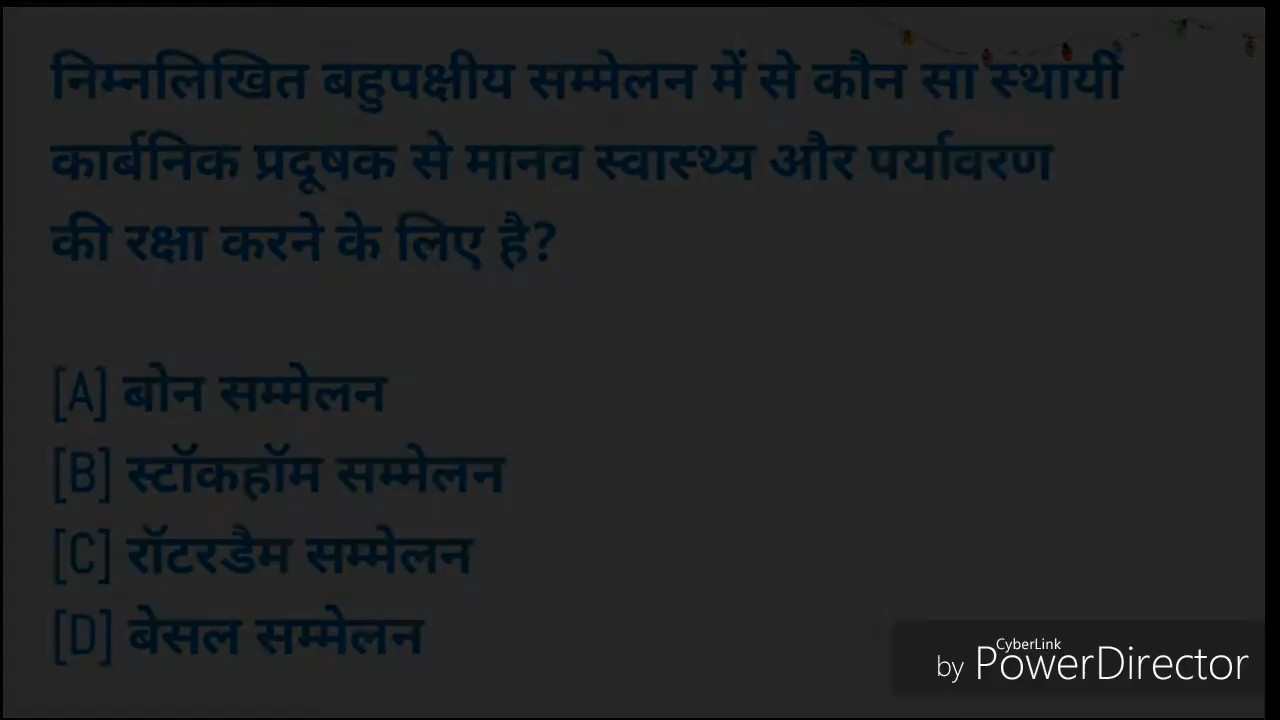 निम्नलिखित बहुपक्षीय सम्मेलन में से कौन सा स्थायी
कार्बनिक प्रदूषक से मानव स्वास्थ्य और पर्यावरण
की रक्षा करने के लिए है?
[A] बोन सम्मेलन
[B] स्टॉकहॉम सम्मेलन
[C] रॉटरडैम सम्मेलन
[D] बेसल सम्मेलन
CyberLink
by PowerDirector